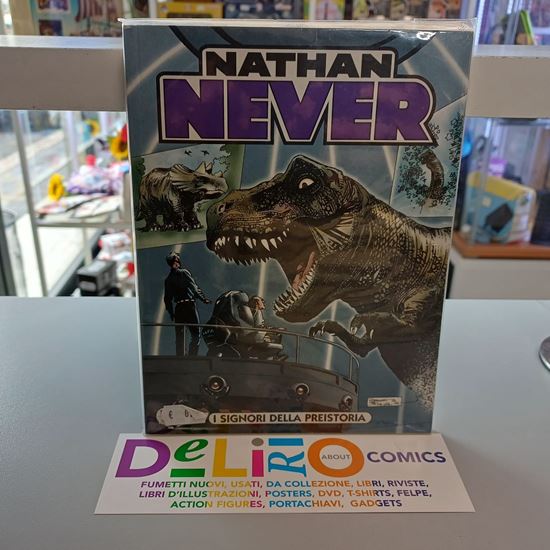 NATHAN
NEVER
€ 6
I SIGNORI DELLA PREISTORIA
DeLiRiO ABOUT COMICS
FUMETTI NUOVI, USATI, DA COLLEZIONE, LIBRI, RIVISTE,
LIBRI D'ILLUSTRAZIONI, POSTERS, DVD, T-SHIRTS, FELPE,
ACTION FIGURES, PORTACHIAVI, GADGETS